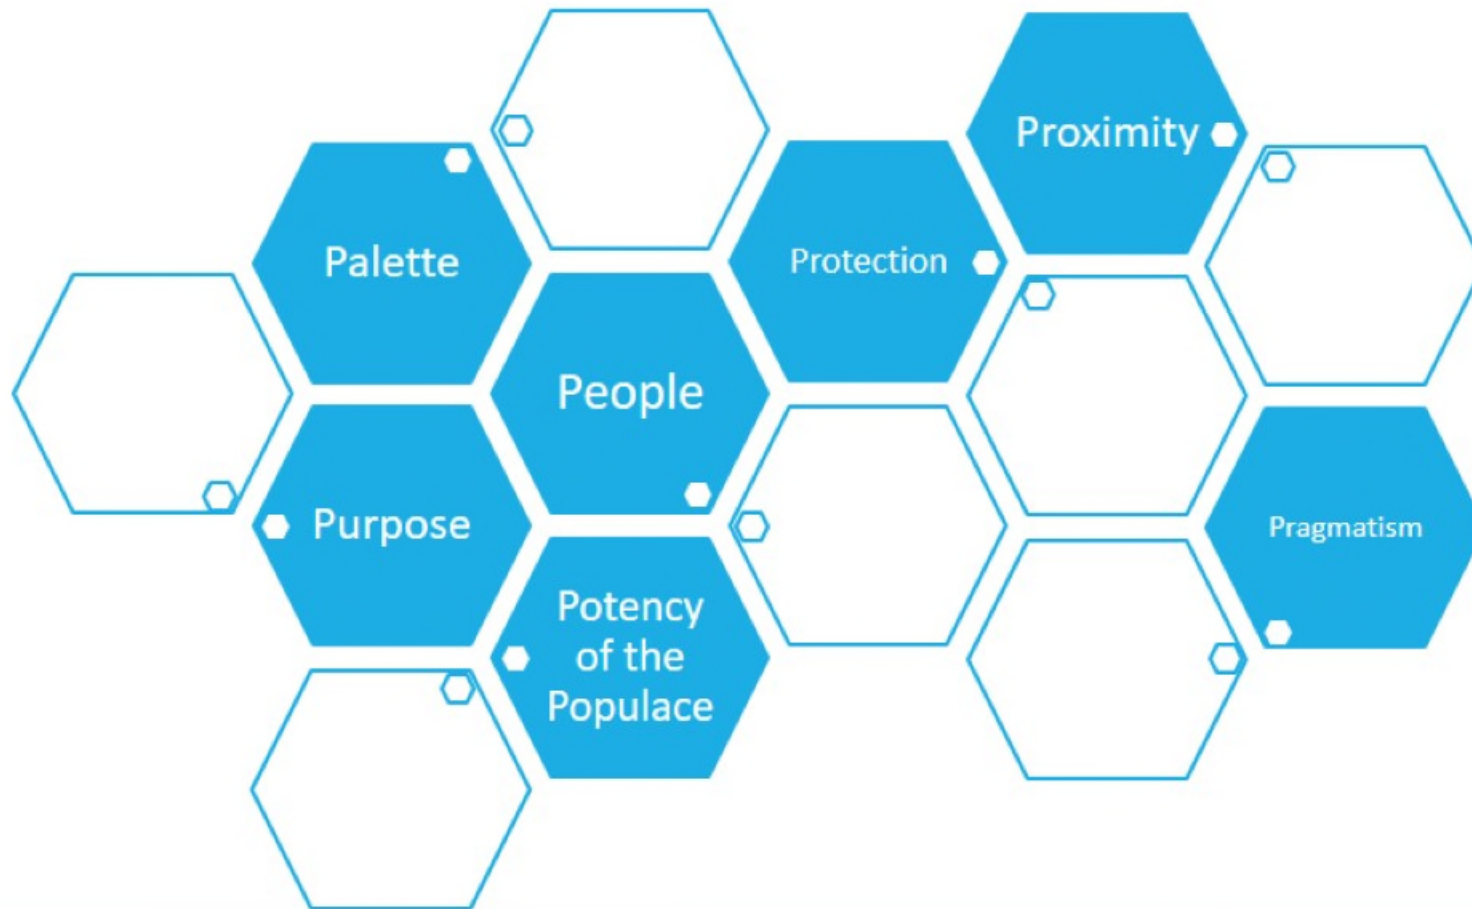 Proximity
Palette
Protection
People
Purpose
Pragmatism
Potency
of the
Populace